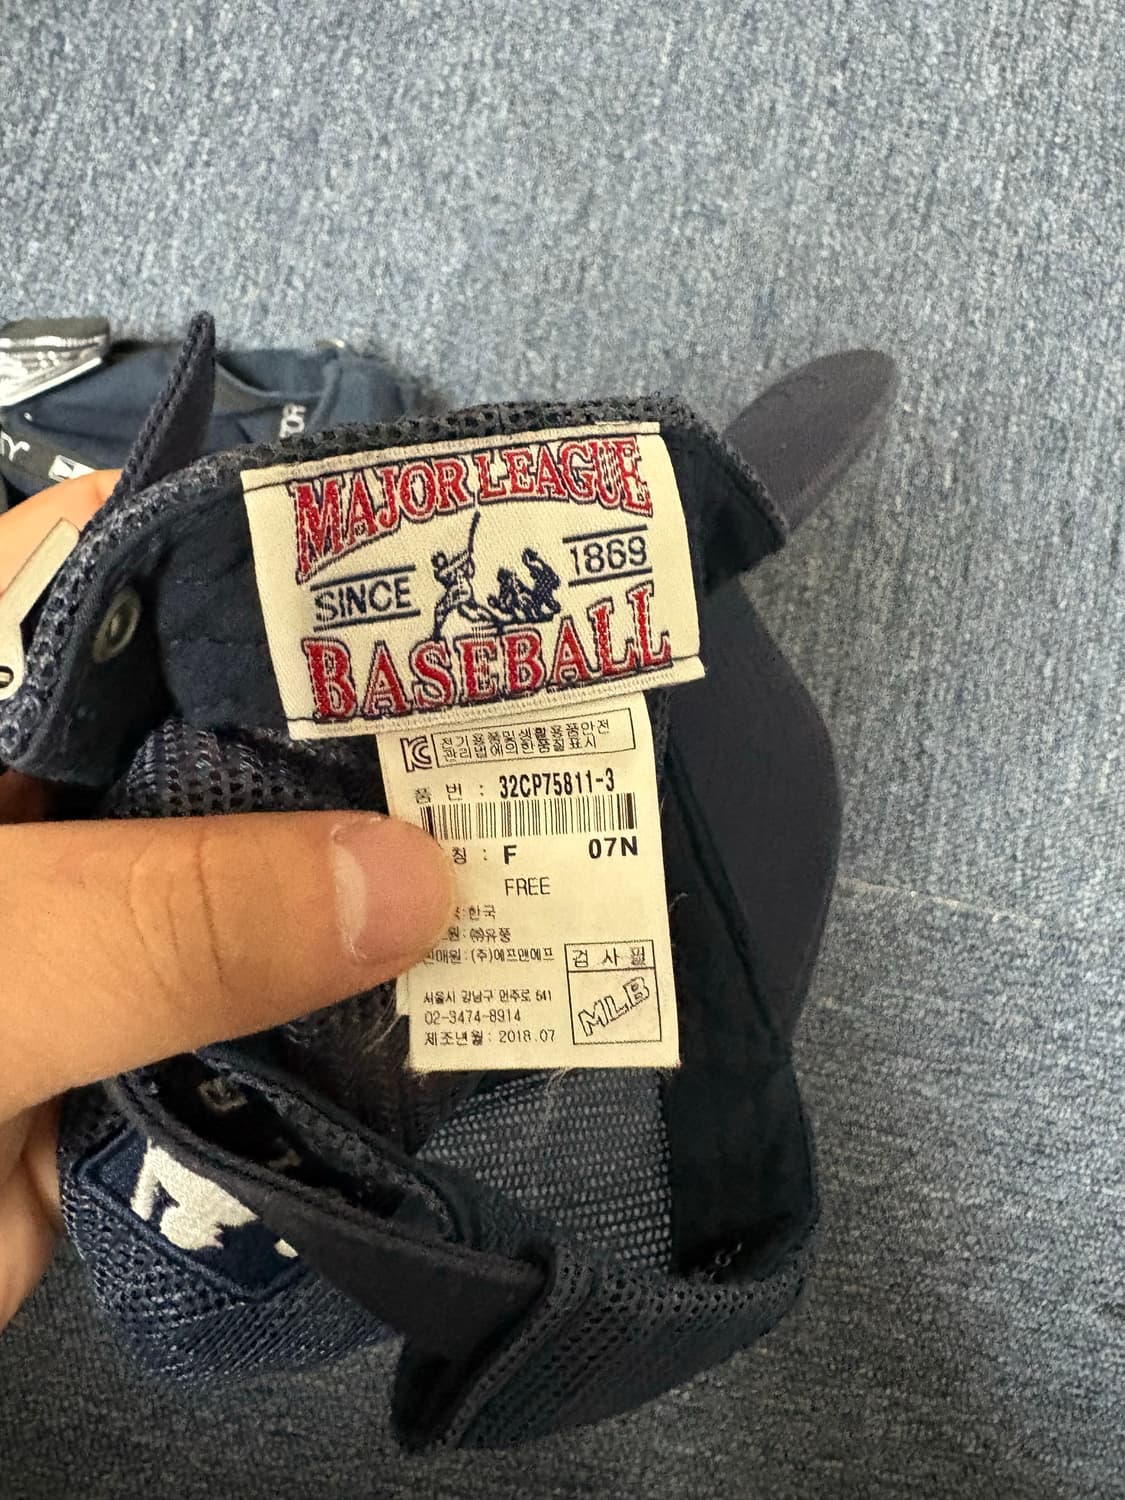 MAJOR LEAGUE
SINCE 1869
BASEBALL
KC 전기용품및생활용품안전
관리법에의한품질표시
품 번 : 32CP75811-3
칭 : F 07N
FREE
:한국
원 : ㈜유풍
판매원 : (주)에프앤에프
서울시 강남구 언주로 541
02-3474-8914
제조년월 : 2018.07
검사필
MLB